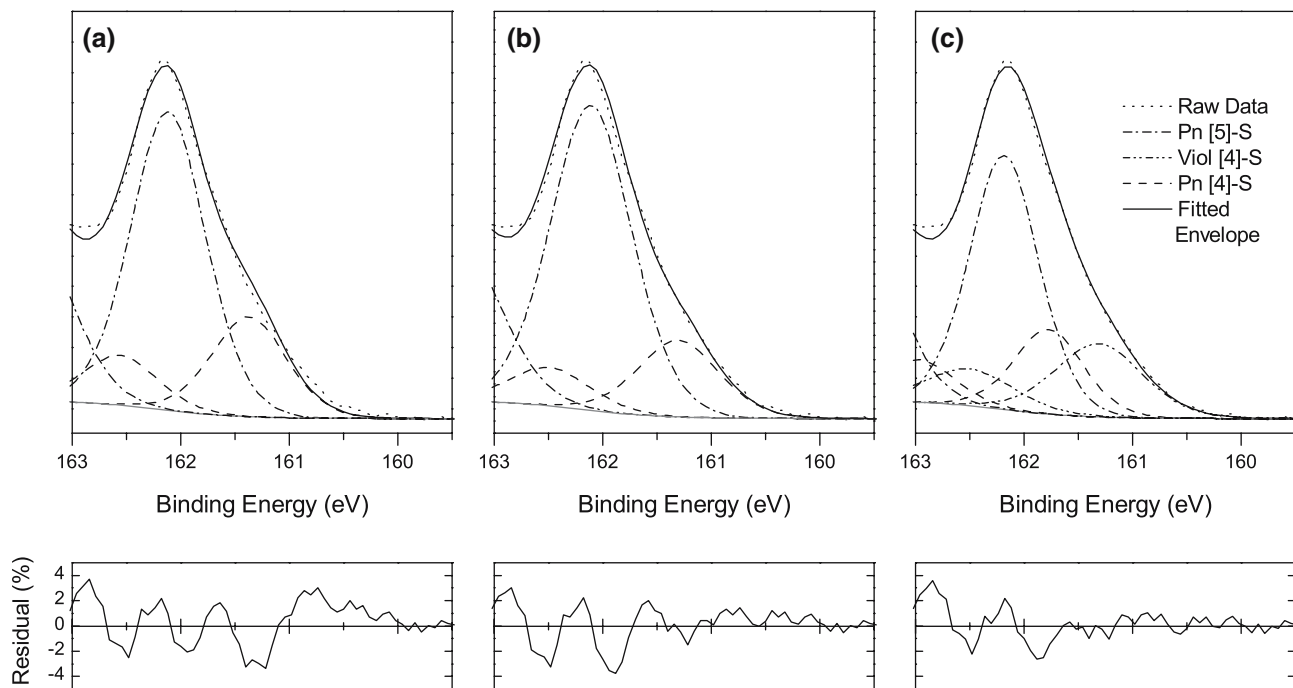 (a)
(b)
(c)
Raw Data
Pn [5]-S
Viol [4]-S
Pn [4]-S
Fitted
Envelope
163 162 161 160
163 162 161 160
163 162 161 160
Binding Energy (eV)
Binding Energy (eV)
Binding Energy (eV)
Residual (%)
4
2
0
-2
-4